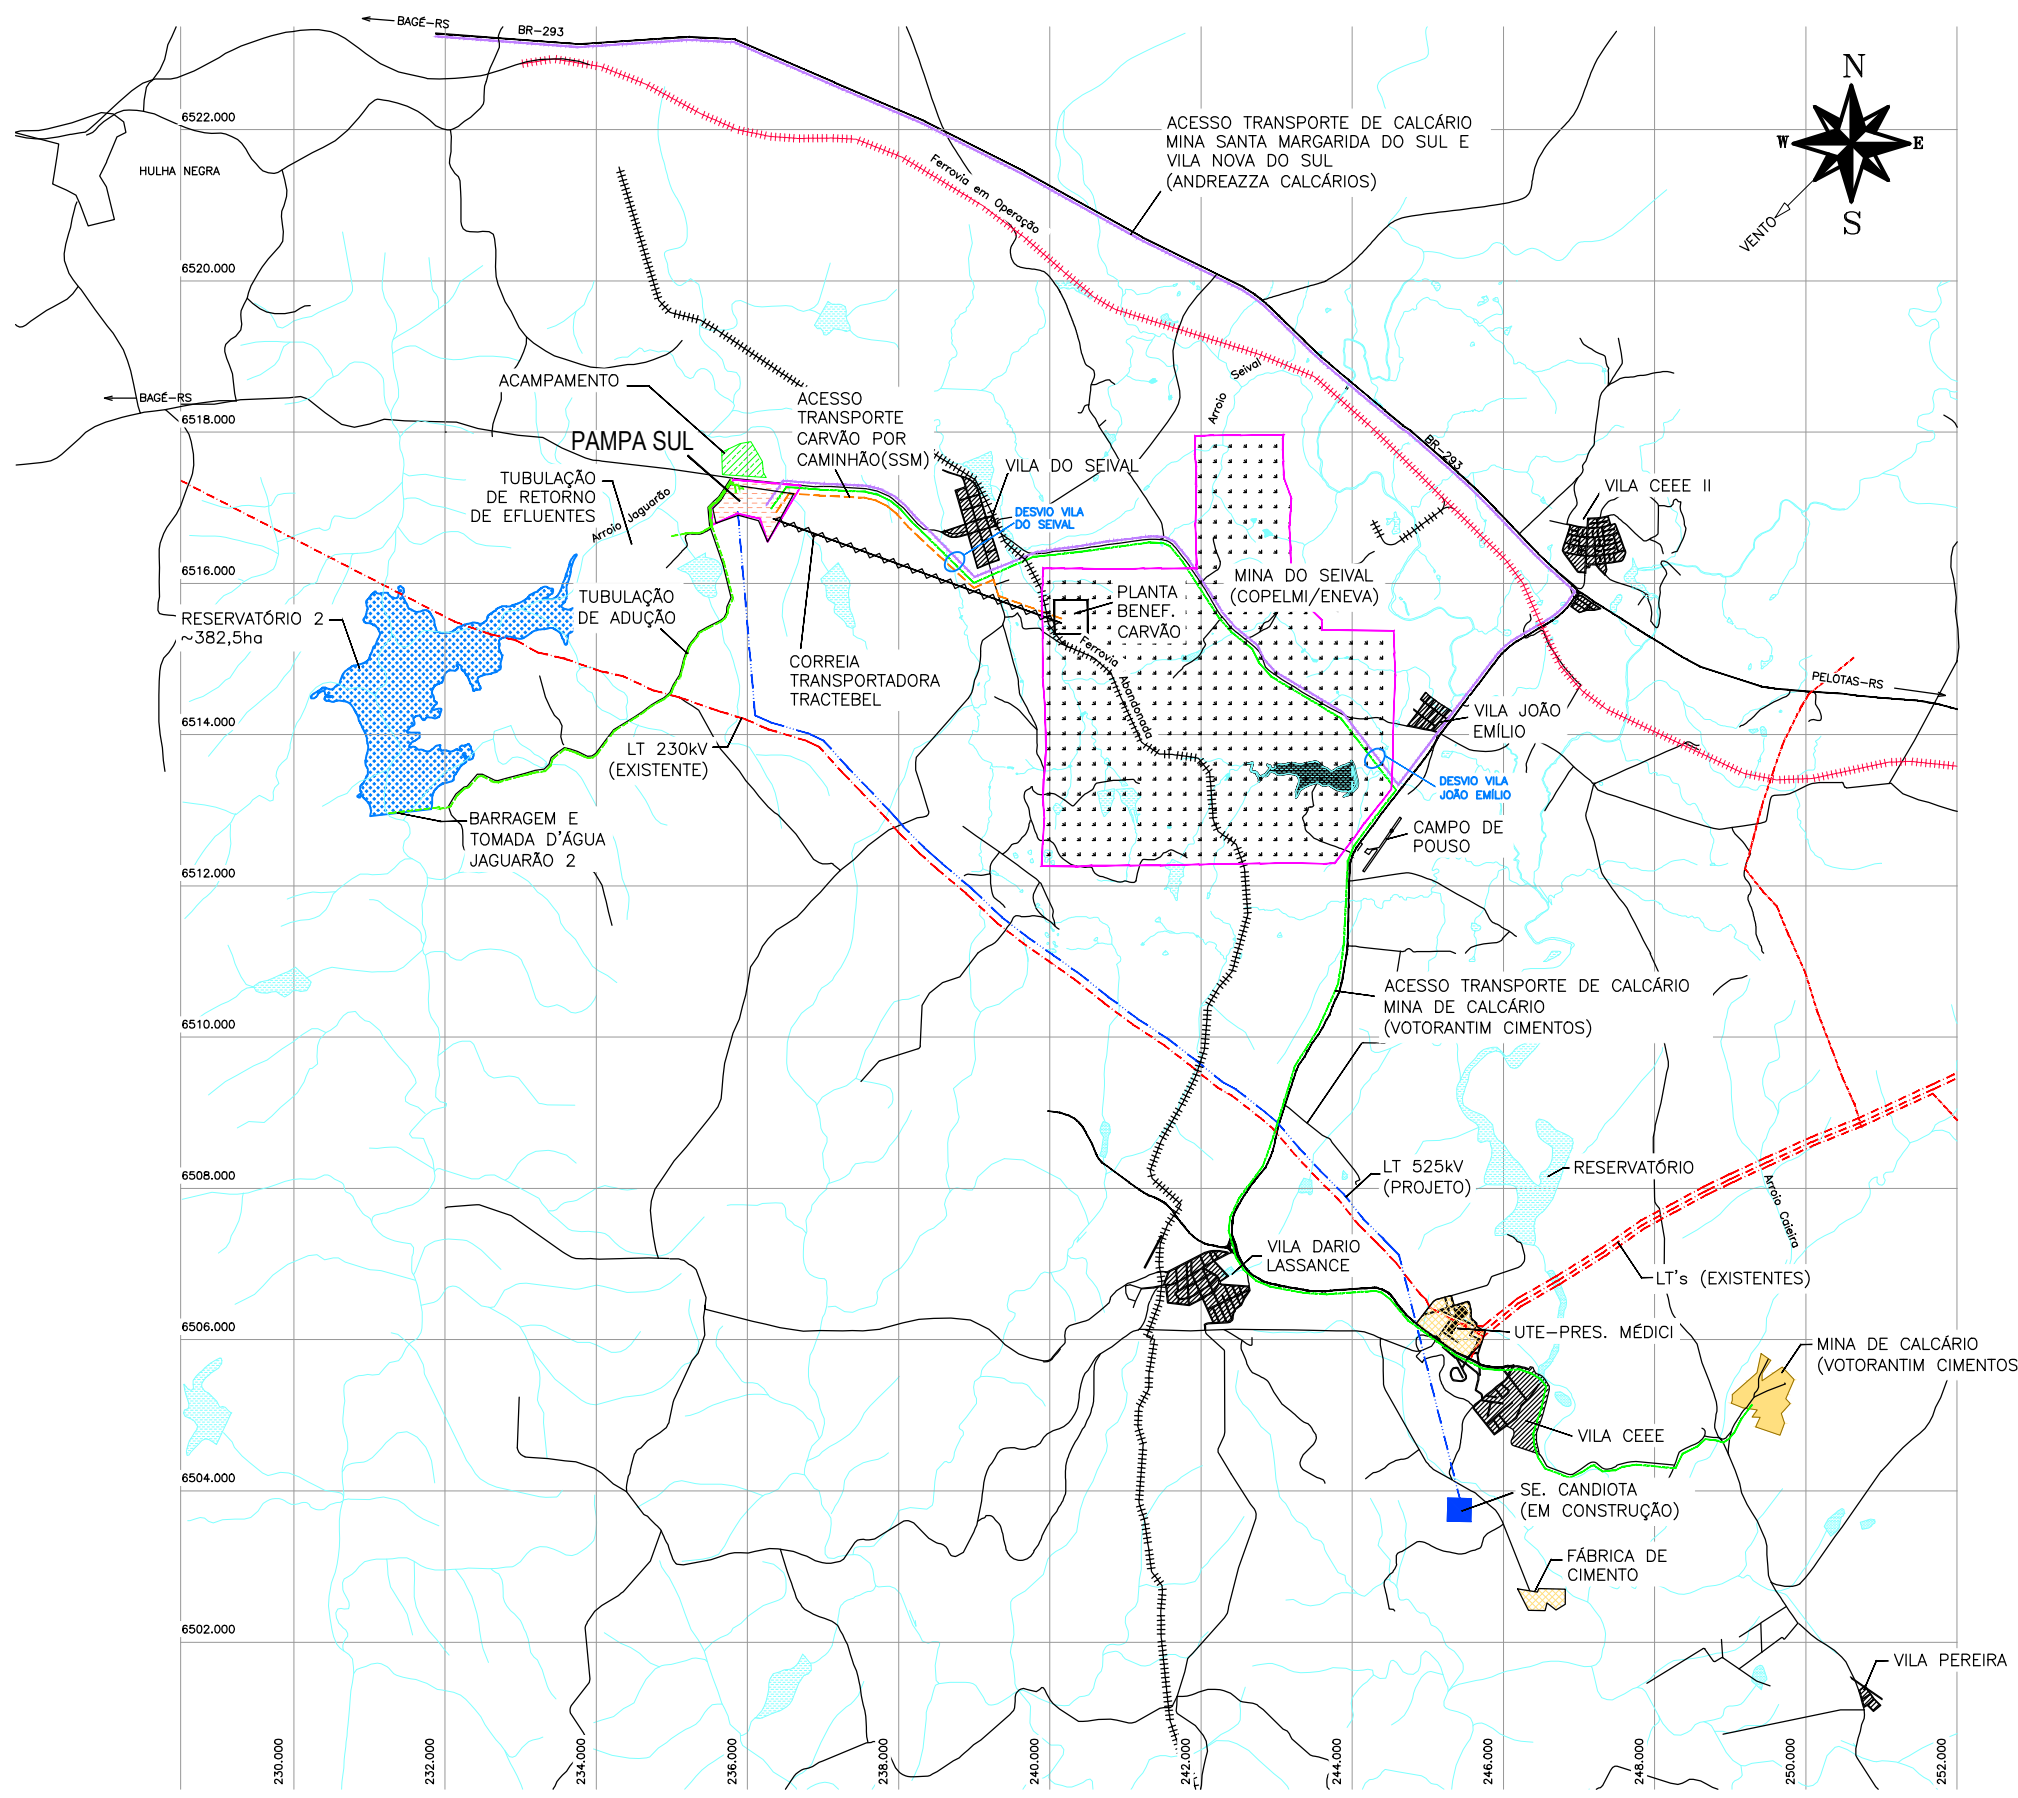 BAGÉ-RS
BR-293
N
W
E
S
VENTO
6522.000
HULHA NEGRA
ACESSO TRANSPORTE DE CALCÁRIO
MINA SANTA MARGARIDA DO SUL E
VILA NOVA DO SUL
(ANDREAZZA CALCÁRIOS)
Ferrovia em Operação
6520.000
ACAMPAMENTO
BAGÉ-RS
6518.000
ACESSO
TRANSPORTE
CARVÃO POR
CAMINHÃO(SSM)
Arroio Seival
BR-293
PAMPA SUL
TUBULAÇÃO
DE RETORNO
DE EFLUENTES
Arroio Jaguarão
VILA DO SEIVAL
DESVIO VILA
DO SEIVAL
VILA CEEE II
6516.000
RESERVATÓRIO 2
~382,5ha
TUBULAÇÃO
DE ADUÇÃO
MINA DO SEIVAL
(COPELMI/ENEVA)
PLANTA
BENEF.
CARVÃO
CORREIA
TRANSPORTADORA
TRACTEBEL
Ferrovia Abandonada
PELOTAS-RS
6514.000
LT 230kV
(EXISTENTE)
VILA JOÃO
EMÍLIO
DESVIO VILA
JOÃO EMÍLIO
BARRAGEM E
TOMADA D'ÁGUA
JAGUARÃO 2
CAMPO DE
POUSO
6512.000
ACESSO TRANSPORTE DE CALCÁRIO
MINA DE CALCÁRIO
(VOTORANTIM CIMENTOS)
6510.000
LT 525kV
(PROJETO)
RESERVATÓRIO
6508.000
Arroio Caieira
VILA DARIO
LASSANCE
LT's (EXISTENTES)
6506.000
UTE-PRES. MÉDICI
MINA DE CALCÁRIO
(VOTORANTIM CIMENTOS
VILA CEEE
6504.000
SE. CANDIOTA
(EM CONSTRUÇÃO)
FÁBRICA DE
CIMENTO
6502.000
VILA PEREIRA
230.000
232.000
234.000
236.000
238.000
240.000
242.000
244.000
246.000
248.000
250.000
252.000